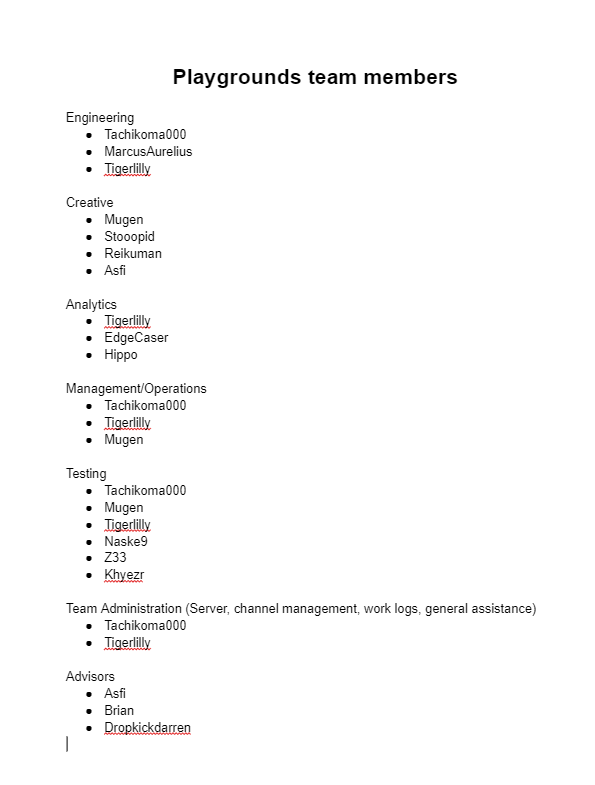 Playgrounds team members
Engineering
● Tachikoma000
● MarcusAurelius
● Tigerlilly
Creative
● Mugen
● Stooopid
● Reikuman
● Asfi
Analytics
● Tigerlilly
● EdgeCaser
● Hippo
Management/Operations
● Tachikoma000
● Tigerlilly
● Mugen
Testing
● Tachikoma000
● Mugen
● Tigerlilly
● Naske9
● Z33
● Khyezr
Team Administration (Server, channel management, work logs, general assistance)
● Tachikoma000
● Tigerlilly
Advisors
● Asfi
● Brian
● Dropkickdarren